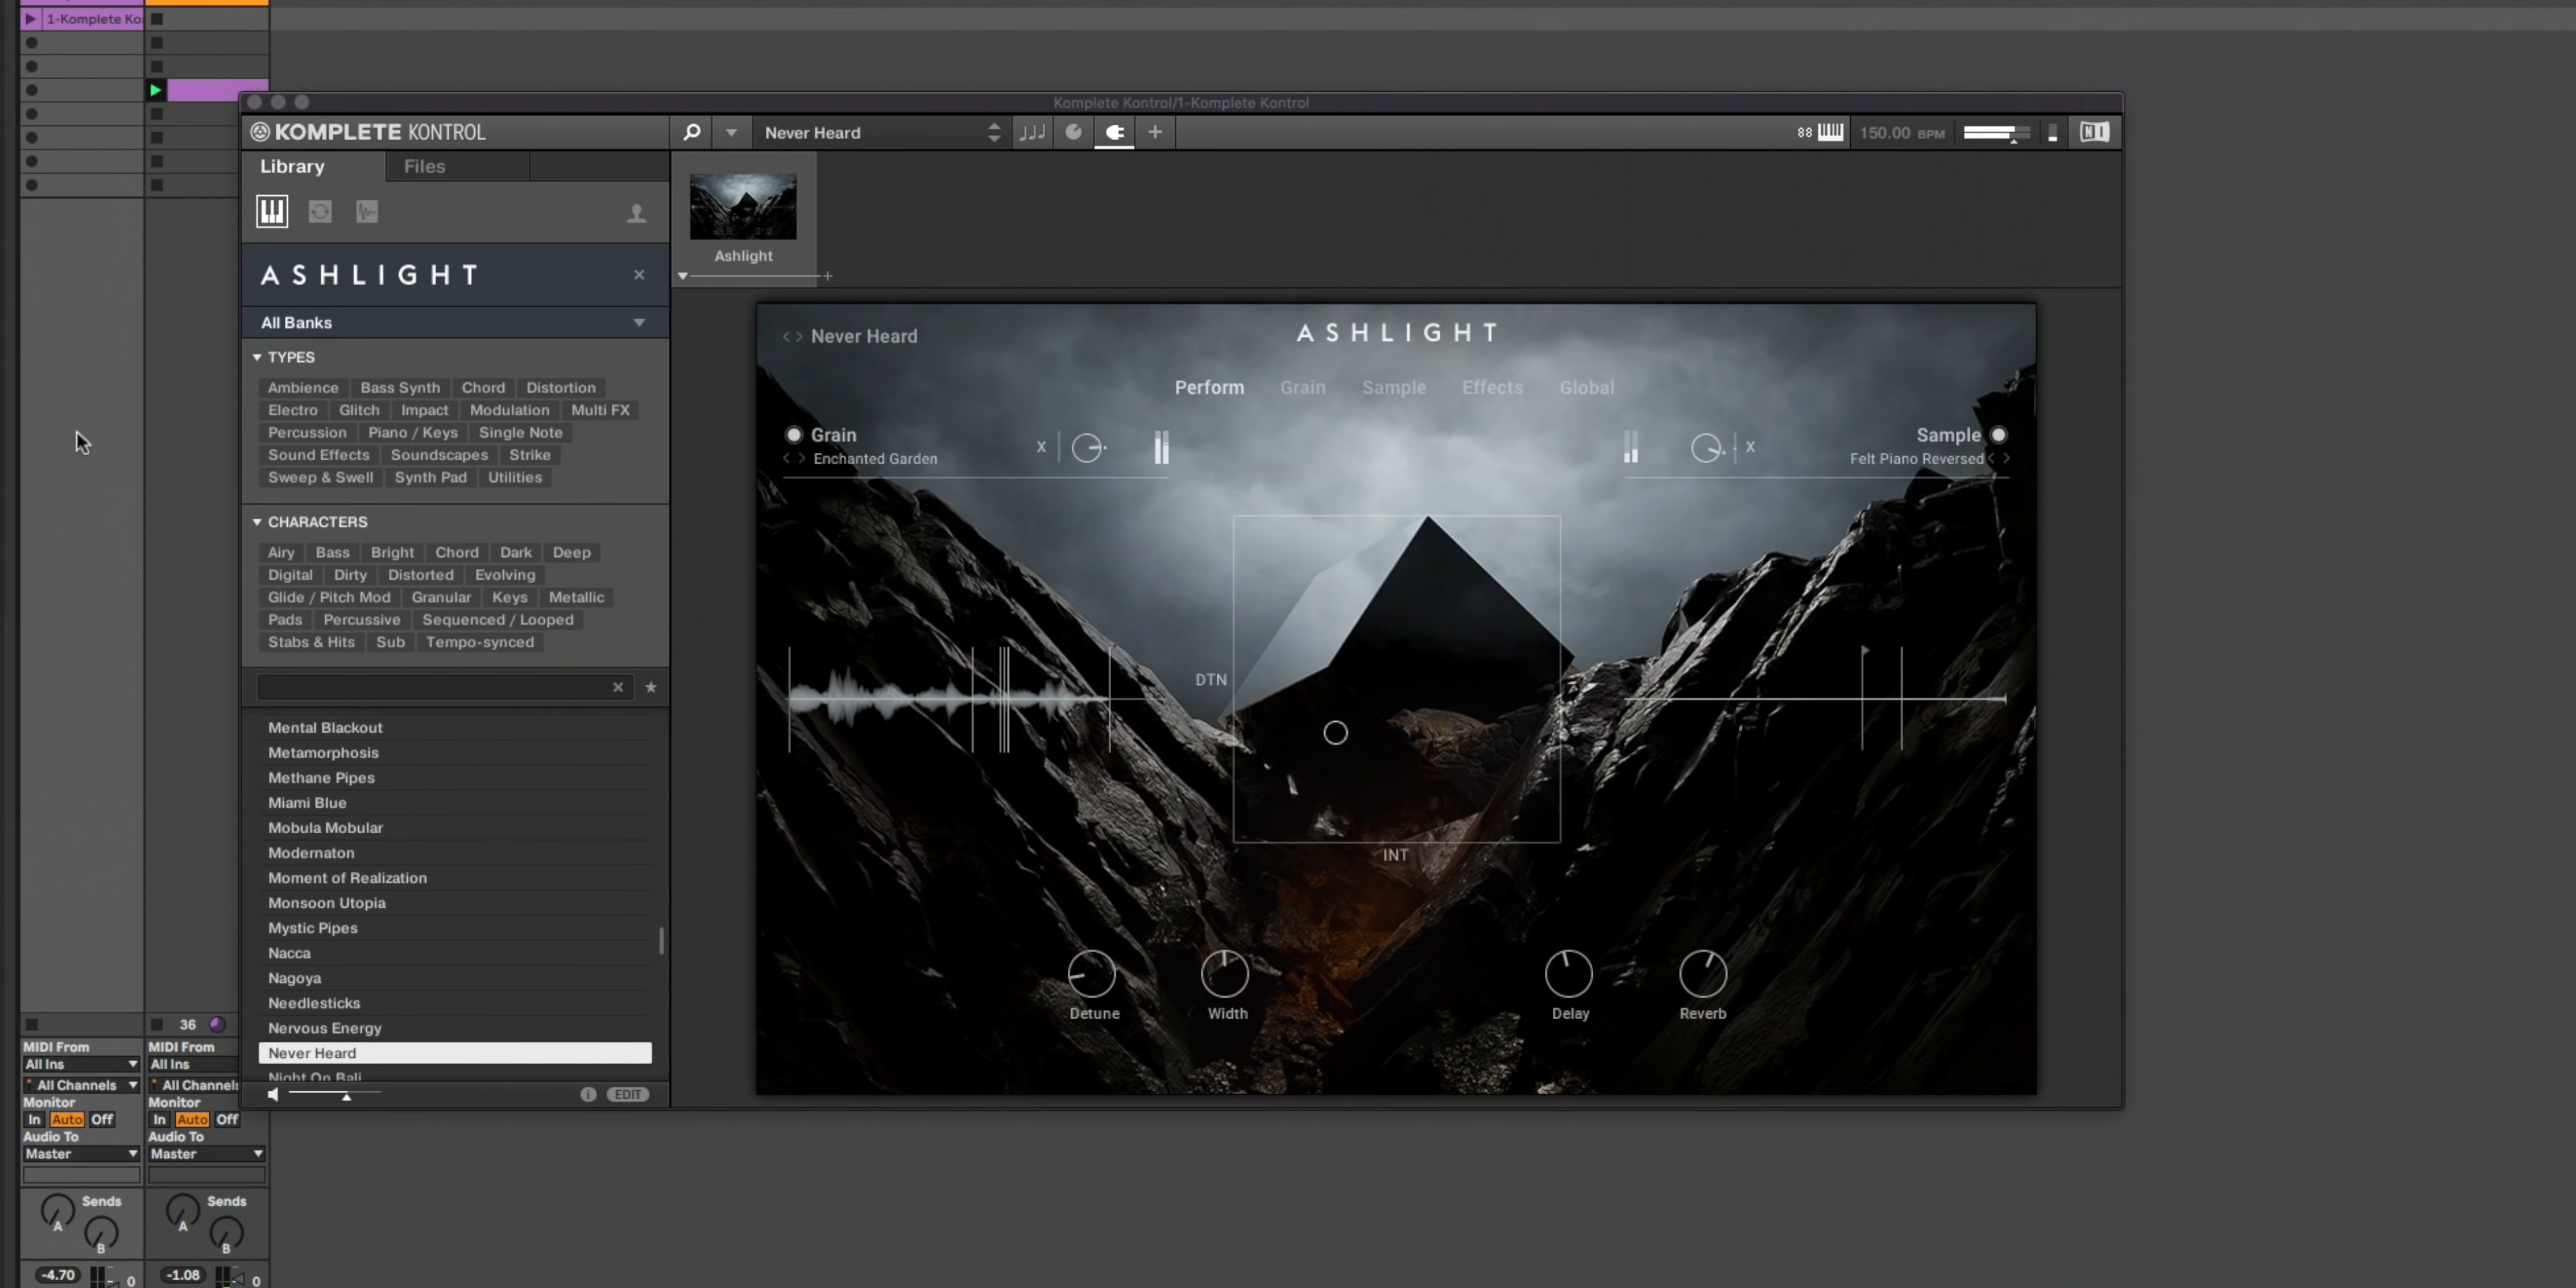 1-Komplete Ko
Komplete Kontrol/1-Komplete Kontrol
KOMPLETE KONTROL
Never Heard
88
150.00 BPM
Library
Files
Ashlight
ASHLIGHT
All Banks
TYPES
Ambience Bass Synth Chord Distortion
Electro Glitch Impact Modulation Multi FX
Percussion Piano / Keys Single Note
Sound Effects Soundscapes Strike
Sweep & Swell Synth Pad Utilities
CHARACTERS
Airy Bass Bright Chord Dark Deep
Digital Dirty Distorted Evolving
Glide / Pitch Mod Granular Keys Metallic
Pads Percussive Sequenced / Looped
Stabs & Hits Sub Tempo-synced
Mental Blackout
Metamorphosis
Methane Pipes
Miami Blue
Mobula Mobular
Modernaton
Moment of Realization
Monsoon Utopia
Mystic Pipes
Nacca
Nagoya
Needlesticks
Nervous Energy
Never Heard
Night On Bali
EDIT
Never Heard
ASHLIGHT
Perform Grain Sample Effects Global
Grain
Enchanted Garden
X
X
Sample
Felt Piano Reversed
DTN
INT
Detune
Width
Delay
Reverb
36
MIDI From MIDI From
All Ins All Ins
All Channels All Channels
Monitor Monitor
In Auto Off In Auto Off
Audio To Audio To
Master Master
Sends Sends
A A
B B
-4.70 0 -1.08 0